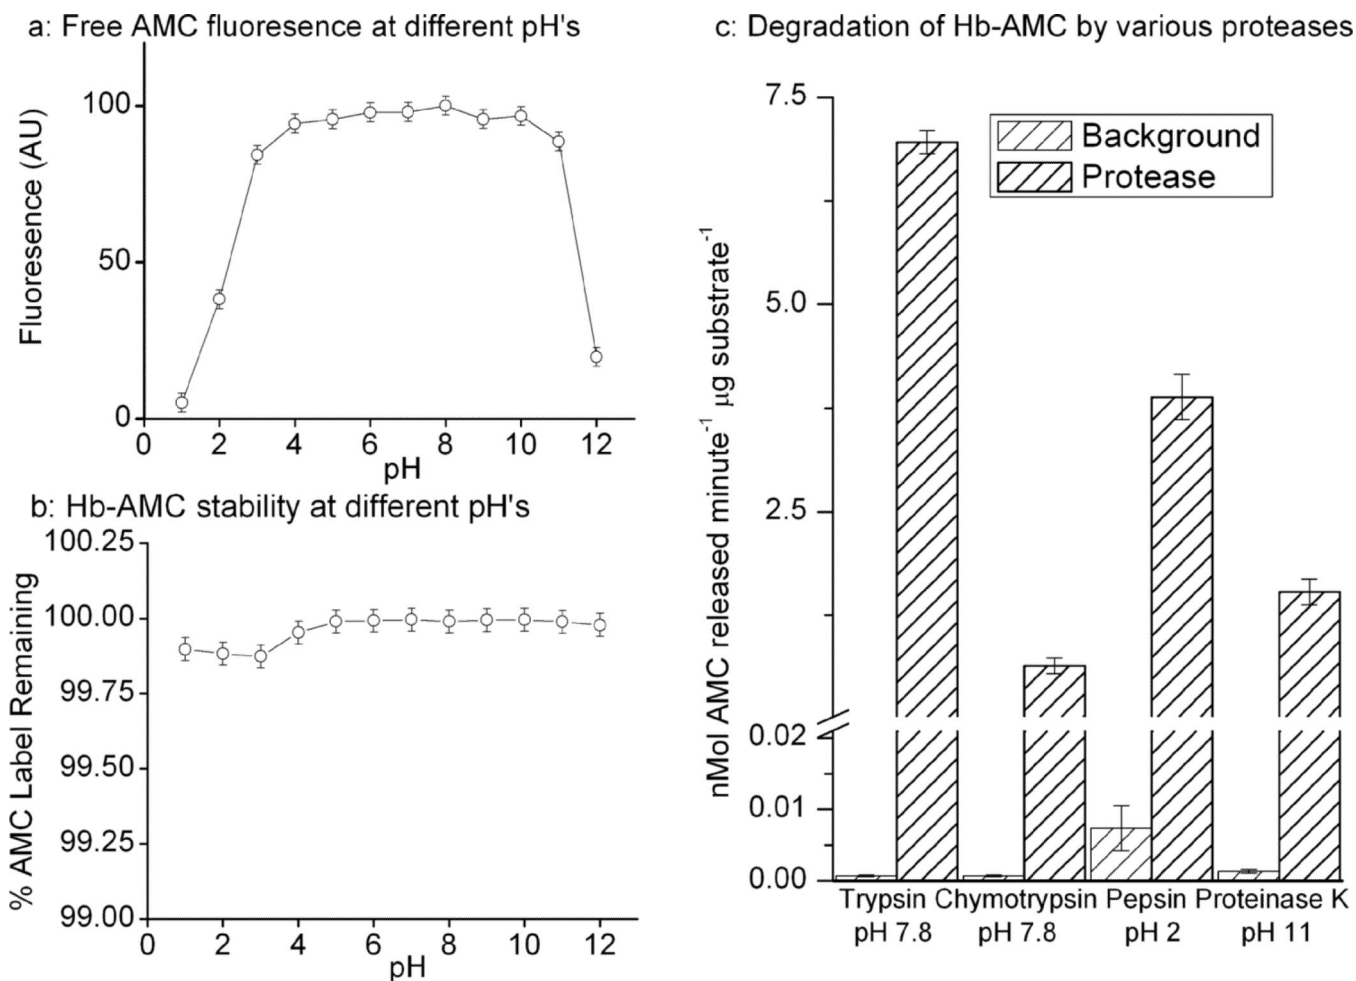 a: Free AMC fluoresence at different pH's
Fluoresence (AU)
100
50
0
0 2 4 6 8 10 12
pH
b: Hb-AMC stability at different pH's
% AMC Label Remaining
100.25
100.00
99.75
99.50
99.25
99.00
0 2 4 6 8 10 12
pH
c: Degradation of Hb-AMC by various proteases
nMol AMC released minute⁻¹ µg substrate⁻¹
7.5
5.0
2.5
0.02
0.01
0.00
Background
Protease
Trypsin Chymotrypsin Pepsin Proteinase K
pH 7.8 pH 7.8 pH 2 pH 11